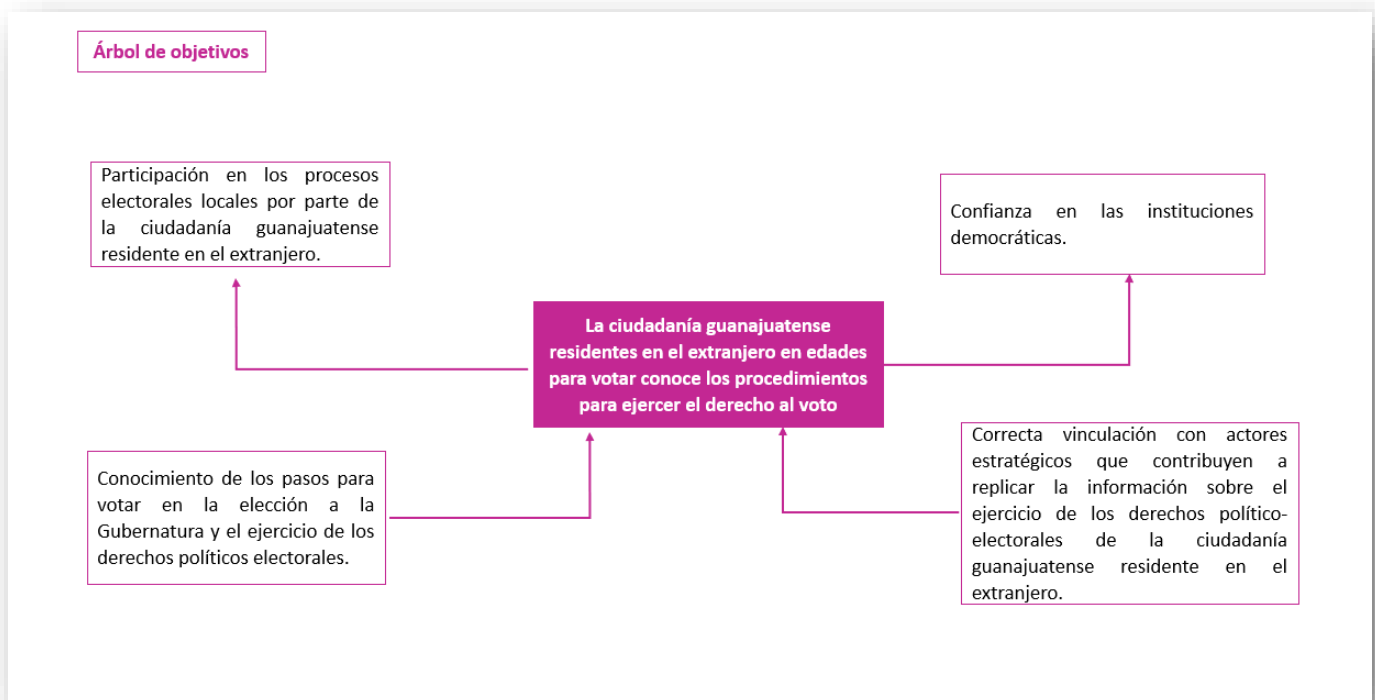 Árbol de objetivos
Participación en los procesos
electorales locales por parte de
la ciudadanía guanajuatense
residente en el extranjero.
Confianza en las instituciones
democráticas.
La ciudadanía guanajuatense
residentes en el extranjero en edades
para votar conoce los procedimientos
para ejercer el derecho al voto
Conocimiento de los pasos para
votar en la elección a la
Gubernatura y el ejercicio de los
derechos políticos electorales.
Correcta vinculación con actores
estratégicos que contribuyen a
replicar la información sobre el
ejercicio de los derechos político-
electorales de la ciudadanía
guanajuatense residente en el
extranjero.